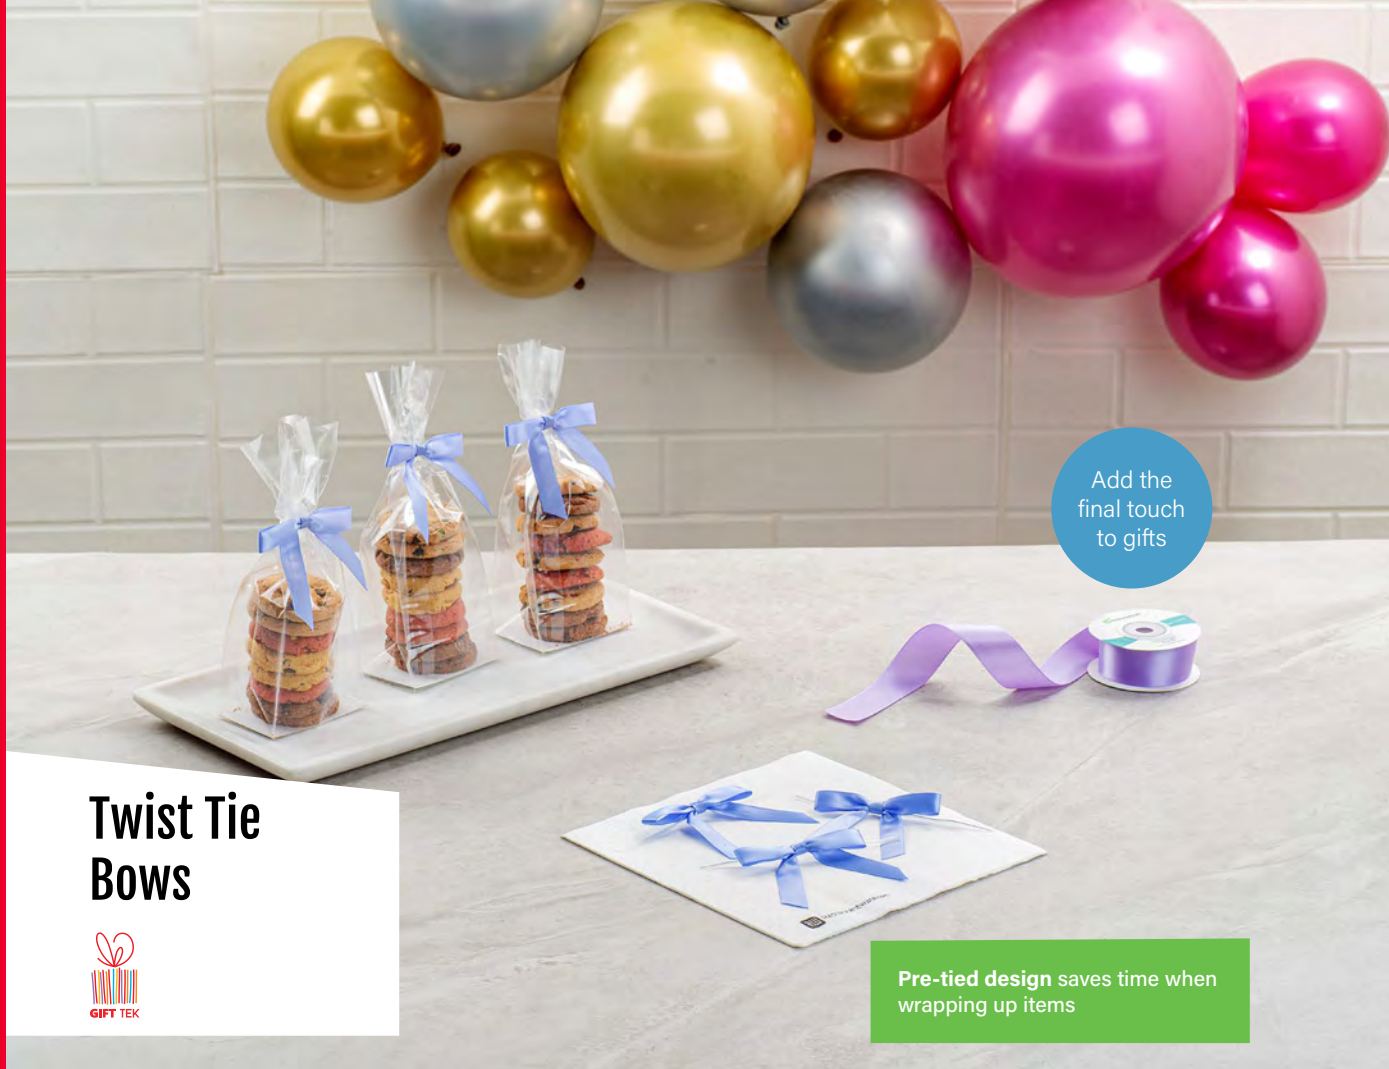 Add the
final touch
to gifts
Twist Tie
Bows
GIFT TEK
Pre-tied design saves time when
wrapping up items